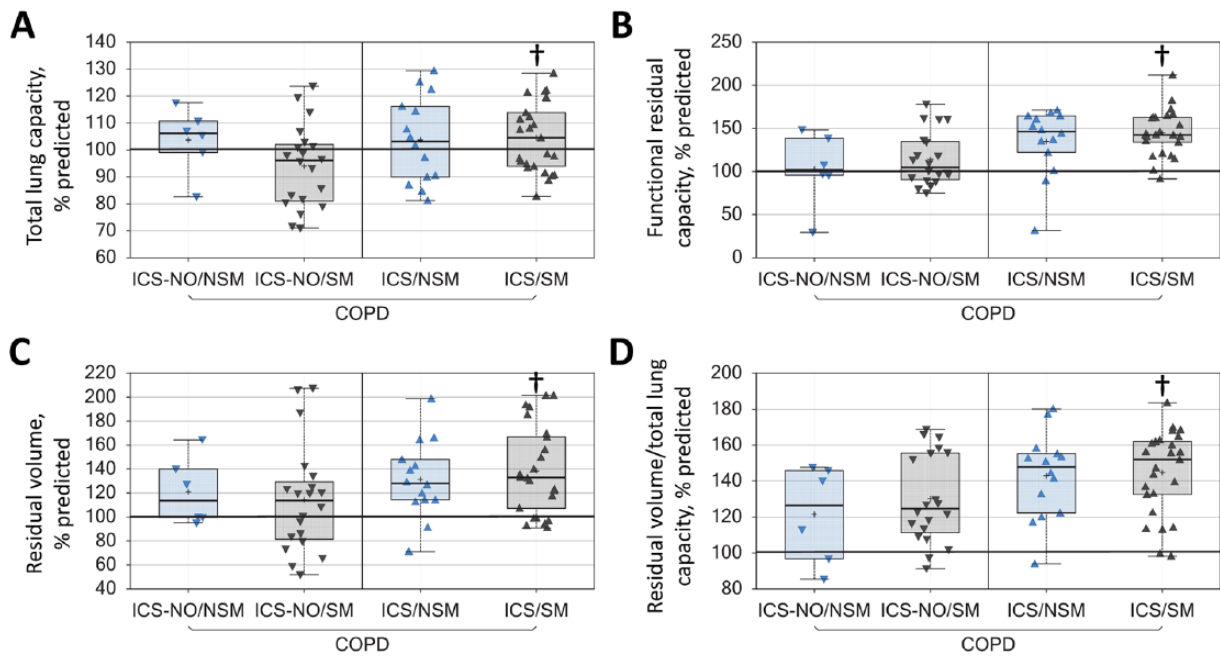 A
Total lung capacity,
% predicted
140
130
120
110
100
90
80
70
60
†
ICS-NO/NSM ICS-NO/SM ICS/NSM ICS/SM
COPD
B
Functional residual
capacity, % predicted
250
200
150
100
50
0
†
ICS-NO/NSM ICS-NO/SM ICS/NSM ICS/SM
COPD
C
Residual volume,
% predicted
220
200
180
160
140
120
100
80
60
40
†
ICS-NO/NSM ICS-NO/SM ICS/NSM ICS/SM
COPD
D
Residual volume/total lung
capacity, % predicted
200
180
160
140
120
100
80
†
ICS-NO/NSM ICS-NO/SM ICS/NSM ICS/SM
COPD